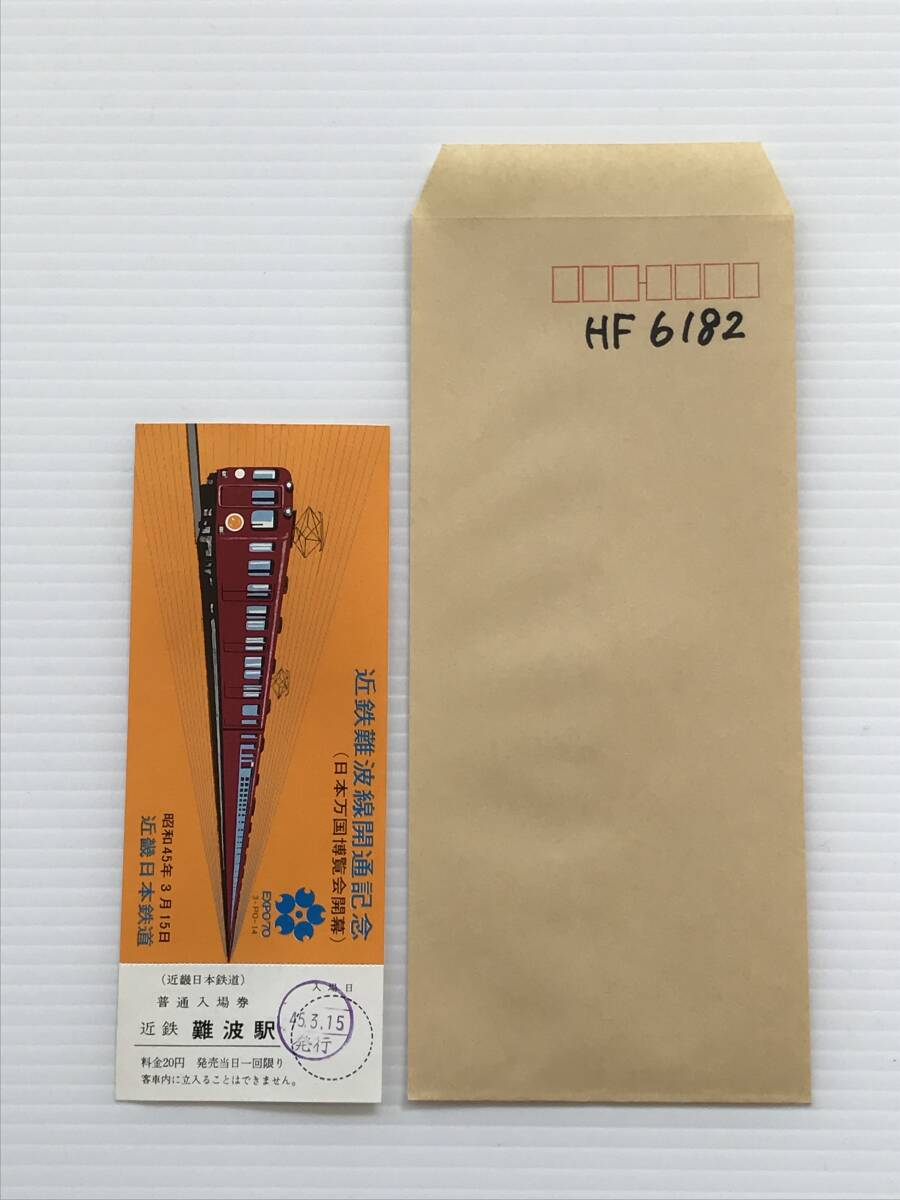 HF 6182
近鉄難波線開通記念
(日本万国博覧会開幕)
EXPO'70
3-PO-14
昭和45年3月15日
近畿日本鉄道
(近畿日本鉄道)
普通入場券
近鉄 難波駅
料金20円 発売当日一回限り
客車内に立入ることはできません。
入場日
45.3.15
発行